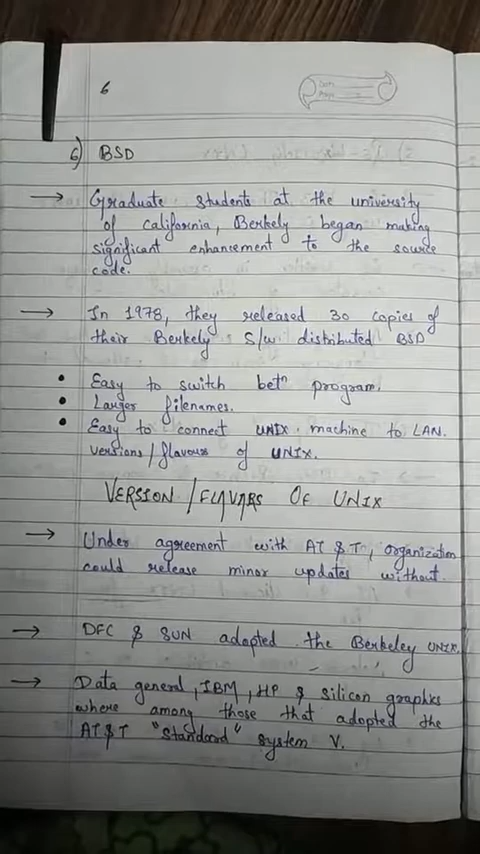 6
6) BSD
→ Graduate students at the university
of california, Berkely began making
significant enhancement to the source
code.
→ In 1978, they released 30 copies of
their Berkely S/w distributed BSD
• Easy to switch betⁿ program.
• Larger filenames.
• Easy to connect UNIX machine to LAN.
versions/flavours of UNIX.
VERSION / FLAVARS OF UNIX
→ Under agreement with AT & T, organization
could release minor updates without.
→ DFC & SUN adopted the Berkeley UNIX.
→ Data general, IBM, HP & Silicon graphks
where among those that adopted the
AT&T "Standard" system V.